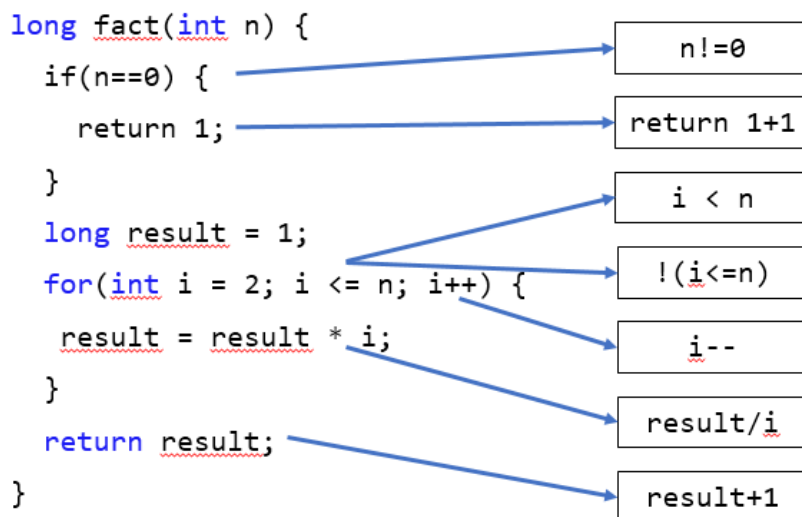 long fact(int n) {
if(n==0) {
return 1;
}
long result = 1;
for(int i = 2; i <= n; i++) {
result = result * i;
}
return result;
}
n!=0
return 1+1
i < n
!(i<=n)
i--
result/i
result+1